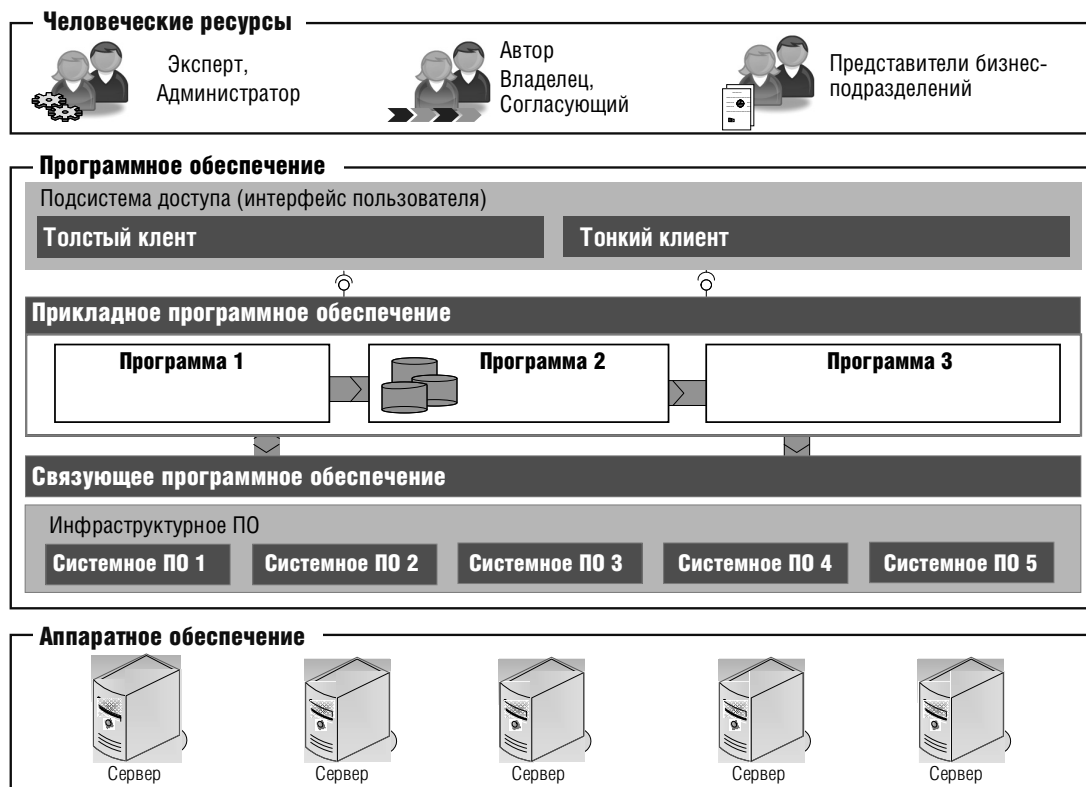 Человеческие ресурсы
Эксперт,
Администратор
Автор
Владелец,
Согласующий
Представители бизнес-
подразделений
Программное обеспечение
Подсистема доступа (интерфейс пользователя)
Толстый клент
Тонкий клиент
Прикладное программное обеспечение
Программа 1
Программа 2
Программа 3
Связующее программное обеспечение
Инфраструктурное ПО
Системное ПО 1
Системное ПО 2
Системное ПО 3
Системное ПО 4
Системное ПО 5
Аппаратное обеспечение
Сервер
Сервер
Сервер
Сервер
Сервер